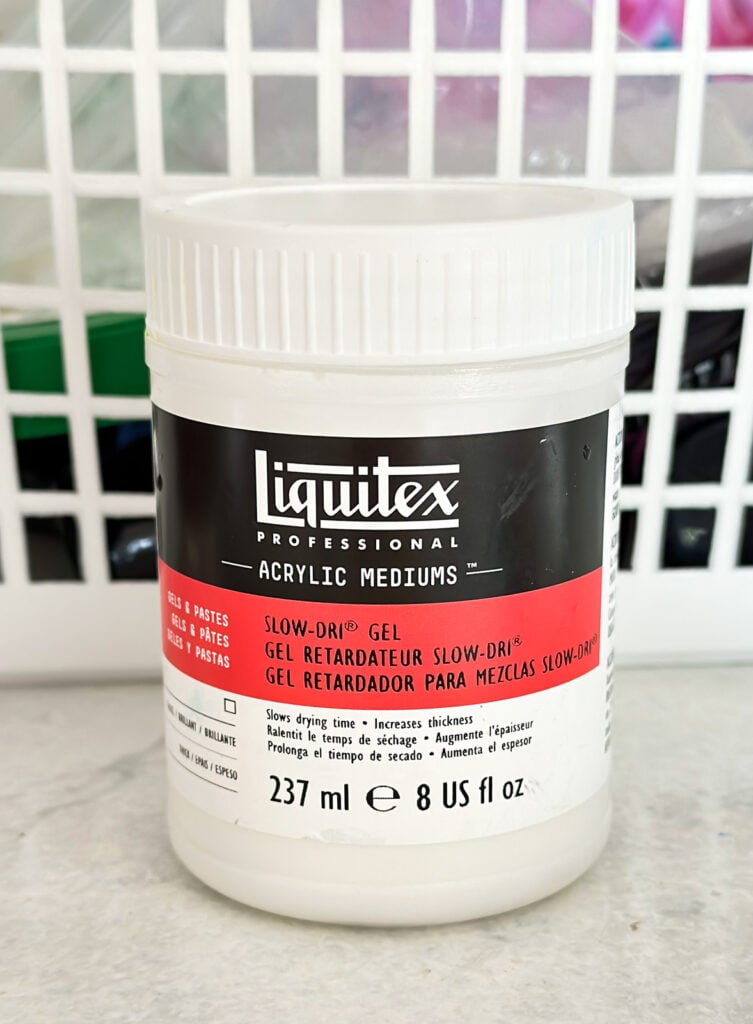 Liquitex
PROFESSIONAL
ACRYLIC MEDIUMS™
GELS & PASTES
GELS & PÂTES
GELES Y PASTAS
SLOW-DRI® GEL
GEL RETARDATEUR SLOW-DRI®
GEL RETARDADOR PARA MEZCLAS SLOW-DRI®
/ BRILLANT / BRILLANTE
THICK / ÉPAIS / ESPESO
Slows drying time • Increases thickness
Ralentit le temps de séchage • Augmente l'épaisseur
Prolonga el tiempo de secado • Aumenta el espesor
237 ml ℮ 8 US fl oz